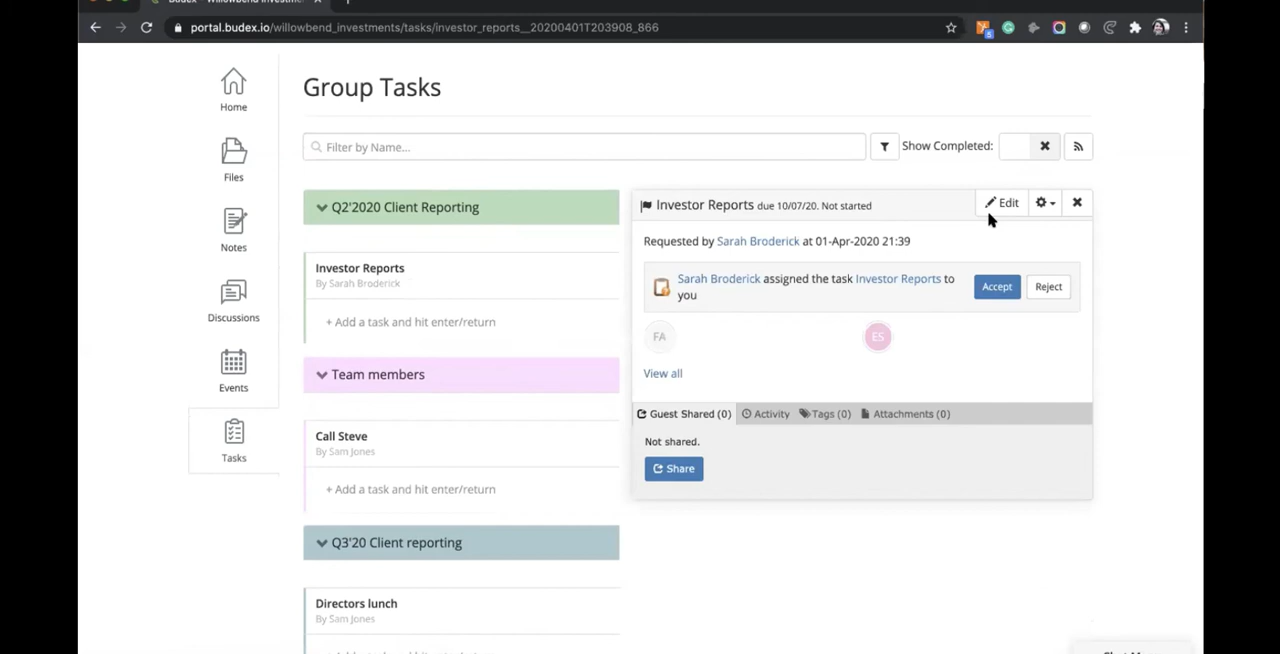 portal.budex.io/willowbend_investments/tasks/investor_reports__20200401T203908_866
5
Home
Files
Notes
Discussions
Events
Tasks
Group Tasks
Filter by Name...
Show Completed:
Q2'2020 Client Reporting
Investor Reports
By Sarah Broderick
+ Add a task and hit enter/return
Team members
Call Steve
By Sam Jones
+ Add a task and hit enter/return
Q3'20 Client reporting
Directors lunch
By Sam Jones
Investor Reports due 10/07/20. Not started
Edit
Requested by Sarah Broderick at 01-Apr-2020 21:39
Sarah Broderick assigned the task Investor Reports to
you
Accept
Reject
FA
ES
View all
Guest Shared (0) Activity Tags (0) Attachments (0)
Not shared.
Share